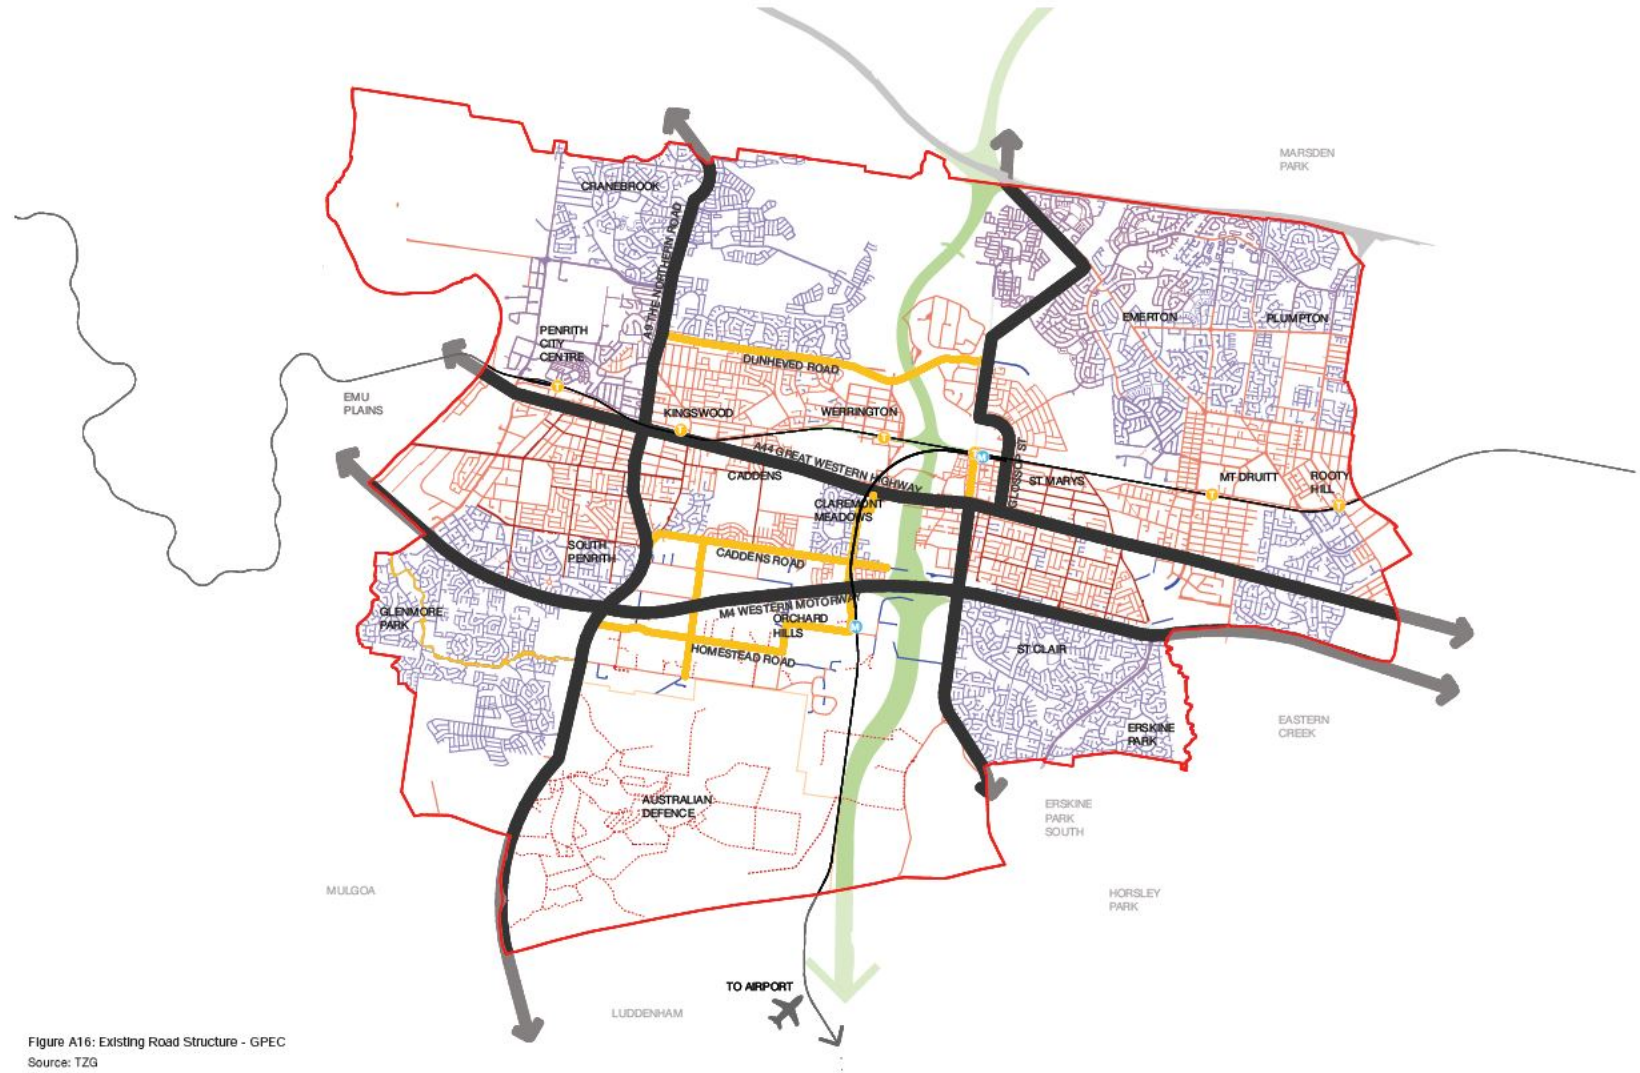 MARSDEN
PARK
CRANEBROOK
A9 THE NORTHERN ROAD
PENRITH
CITY
CENTRE
EMERTON
PLUMPTON
DUNHEVED ROAD
EMU
PLAINS
KINGSWOOD
WERRINGTON
T
T
T
T
M
A44 GREAT WESTERN HIGHWAY
GLOSSOP ST
CADDENS
ST MARYS
MT DRUITT
ROOTY
HILL
T
T
CLAREMONT
MEADOWS
SOUTH
PENRITH
CADDENS ROAD
M4 WESTERN MOTORWAY
GLENMORE
PARK
ORCHARD
HILLS
M
HOMESTEAD ROAD
ST CLAIR
ERSKINE
PARK
EASTERN
CREEK
AUSTRALIAN
DEFENCE
ERSKINE
PARK
SOUTH
MULGOA
HORSLEY
PARK
TO AIRPORT
LUDDENHAM
Figure A16: Existing Road Structure - GPEC
Source: TZG